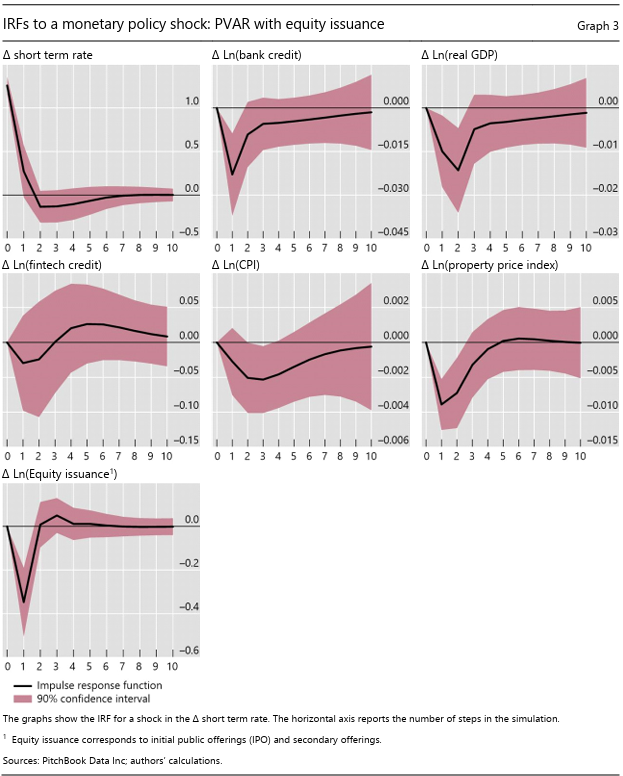 IRFs to a monetary policy shock: PVAR with equity issuance
Graph 3
Δ short term rate
Δ Ln(bank credit)
Δ Ln(real GDP)
1.0
0.5
0.0
−0.5
0 1 2 3 4 5 6 7 8 9 10
0.000
−0.015
−0.030
−0.045
0 1 2 3 4 5 6 7 8 9 10
0.00
−0.01
−0.02
−0.03
0 1 2 3 4 5 6 7 8 9 10
Δ Ln(fintech credit)
Δ Ln(CPI)
Δ Ln(property price index)
0.05
0.00
−0.05
−0.10
−0.15
0 1 2 3 4 5 6 7 8 9 10
0.002
0.000
−0.002
−0.004
−0.006
0 1 2 3 4 5 6 7 8 9 10
0.005
0.000
−0.005
−0.010
−0.015
0 1 2 3 4 5 6 7 8 9 10
Δ Ln(Equity issuance¹)
0.0
−0.2
−0.4
−0.6
0 1 2 3 4 5 6 7 8 9 10
Impulse response function
90% confidence interval
The graphs show the IRF for a shock in the Δ short term rate. The horizontal axis reports the number of steps in the simulation.
¹ Equity issuance corresponds to initial public offerings (IPO) and secondary offerings.
Sources: PitchBook Data Inc; authors' calculations.